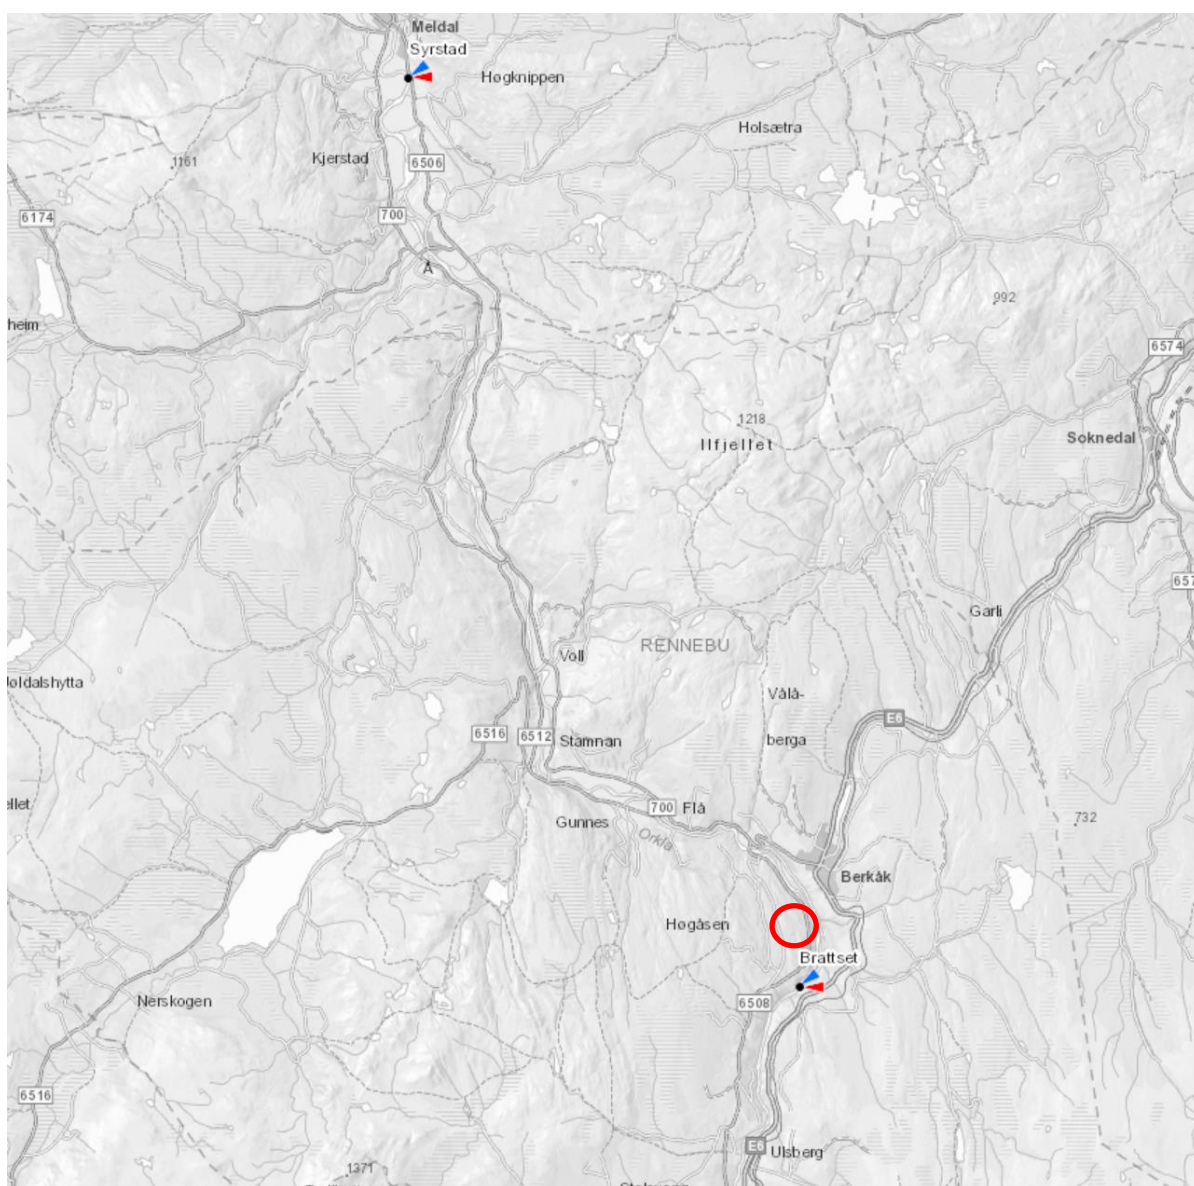 Meldal
Syrstad
Høgknippen
Holsætra
Kjerstad
1161
6506
6174
700
Å
992
heim
6574
1218
Ilfjellet
Soknedal
657
Garli
Voll
RENNEBU
Jøldalshytta
Vålå-
berga
E6
6516
6512
Stamnan
ellet
700
Flå
Gunnes
Orkla
732
Berkåk
Høgåsen
Brattset
Nerskogen
6508
6516
E6
Ulsberg
1371